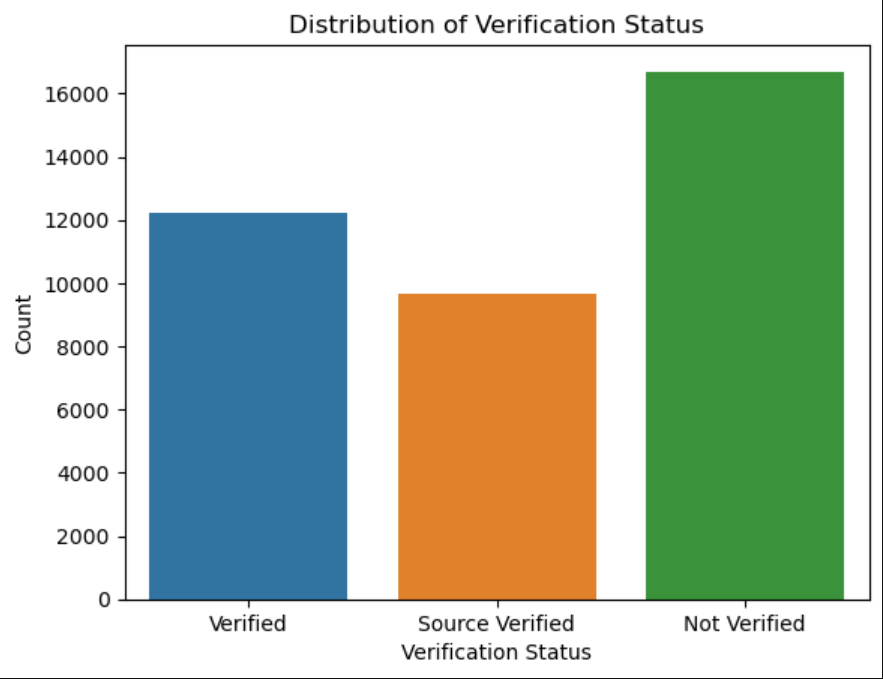 Distribution of Verification Status
Count
16000
14000
12000
10000
8000
6000
4000
2000
0
Verified Source Verified Not Verified
Verification Status